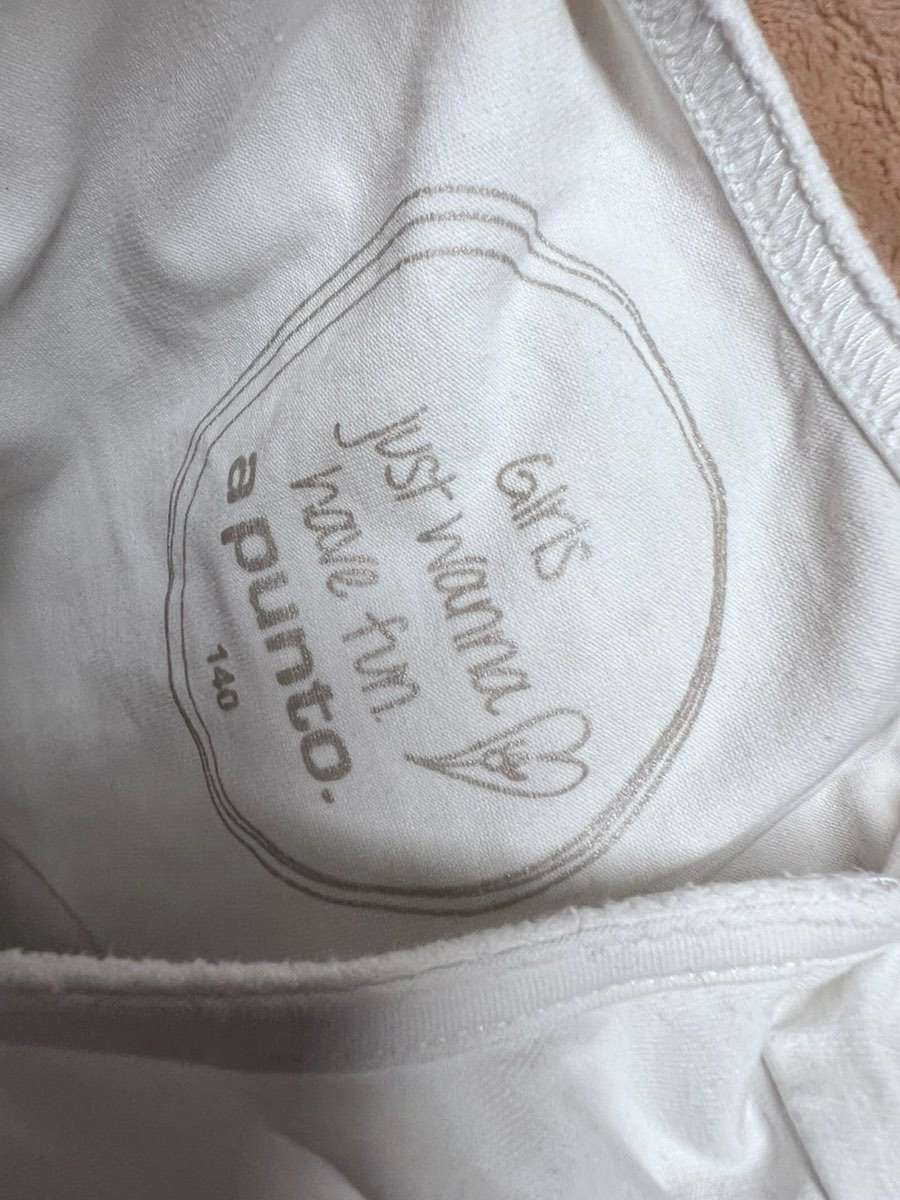 Girls
just wanna
have fun.
a punto.
140